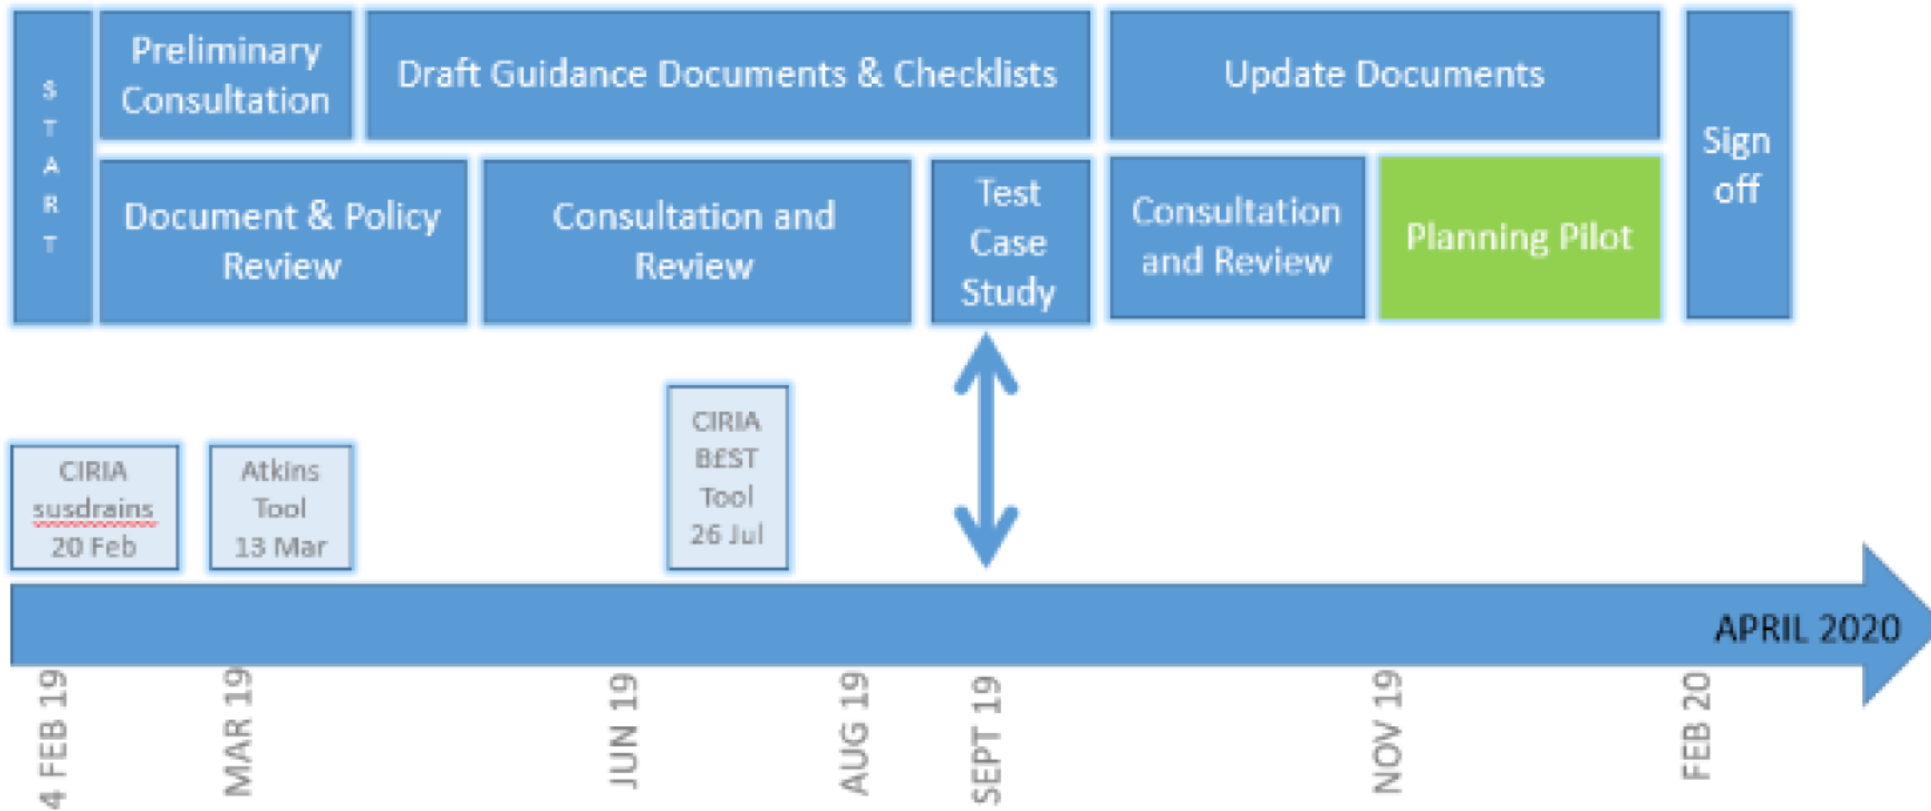 START
Preliminary
Consultation
Draft Guidance Documents & Checklists
Update Documents
Sign
off
Document & Policy
Review
Consultation and
Review
Test
Case
Study
Consultation
and Review
Planning Pilot
CIRIA
susdrains
20 Feb
Atkins
Tool
13 Mar
CIRIA
B£ST
Tool
26 Jul
APRIL 2020
4 FEB 19
MAR 19
JUN 19
AUG 19
SEPT 19
NOV 19
FEB 20